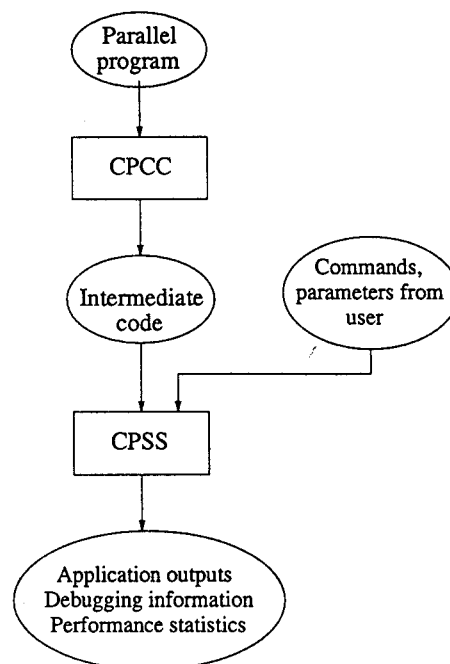 Parallel
program
CPCC
Intermediate
code
Commands,
parameters from
user
CPSS
Application outputs
Debugging information
Performance statistics